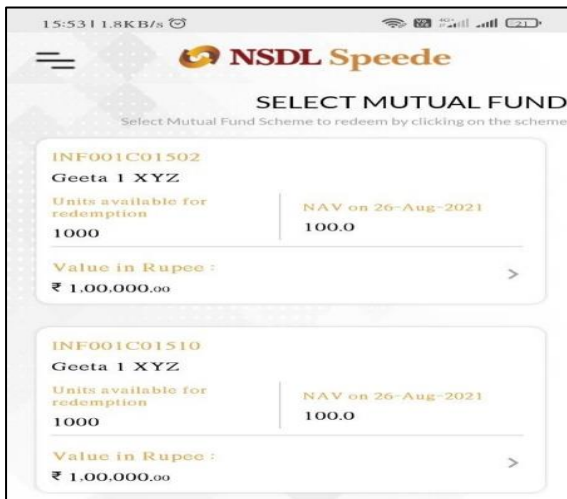 15:53 | 1.8KB/s
21
NSDL Speede
SELECT MUTUAL FUND
Select Mutual Fund Scheme to redeem by clicking on the scheme
INF001C01502
Geeta 1 XYZ
Units available for redemption
1000
NAV on 26-Aug-2021
100.0
Value in Rupee :
₹ 1,00,000.00
>
INF001C01510
Geeta 1 XYZ
Units available for redemption
1000
NAV on 26-Aug-2021
100.0
Value in Rupee :
₹ 1,00,000.00
>